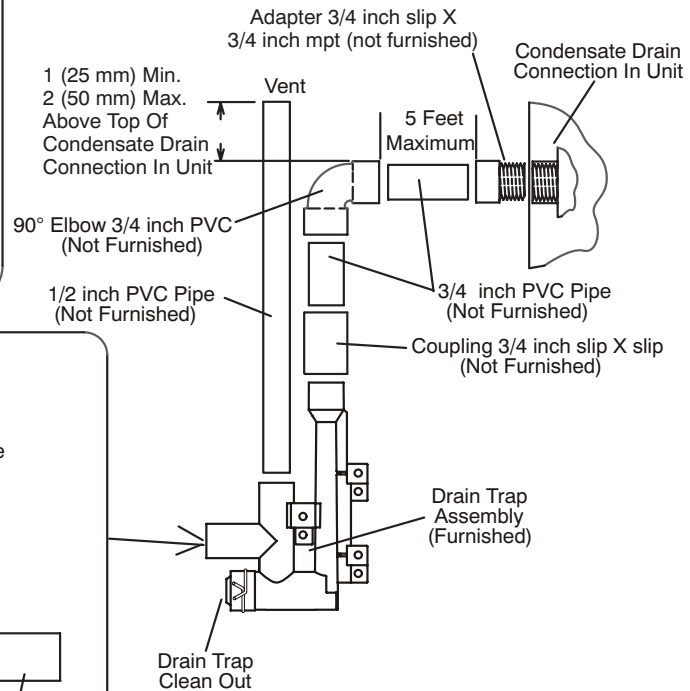 Adapter 3/4 inch slip X
3/4 inch mpt (not furnished)
Condensate Drain
Connection In Unit
1 (25 mm) Min.
2 (50 mm) Max.
Above Top Of
Condensate Drain
Connection In Unit
Vent
5 Feet
Maximum
90° Elbow 3/4 inch PVC
(Not Furnished)
1/2 inch PVC Pipe
(Not Furnished)
3/4 inch PVC Pipe
(Not Furnished)
Coupling 3/4 inch slip X slip
(Not Furnished)
e
Drain Trap
Assembly
(Furnished)
Drain Trap
Clean Out